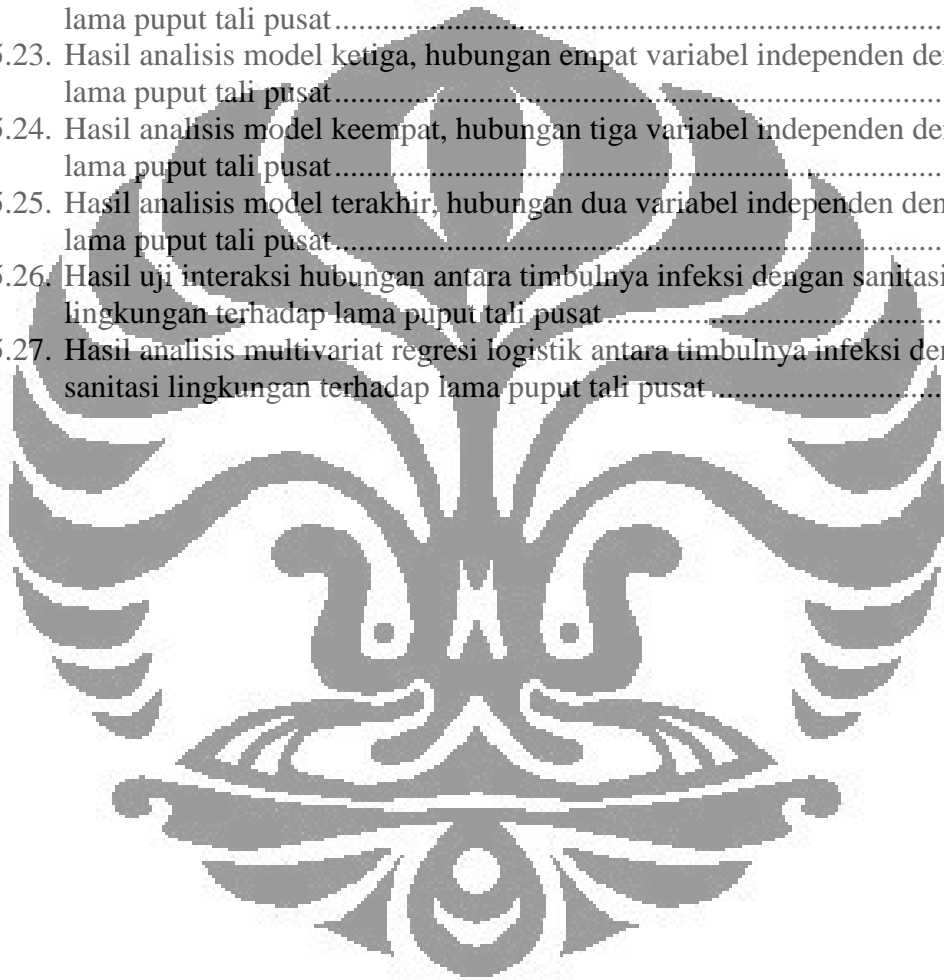 lama puput tali pusat
5.23. Hasil analisis model ketiga, hubungan empat variabel independen de
lama puput tali pusat
5.24. Hasil analisis model keempat, hubungan tiga variabel independen de
lama puput tali pusat
5.25. Hasil analisis model terakhir, hubungan dua variabel independen den
lama puput tali pusat
5.26. Hasil uji interaksi hubungan antara timbulnya infeksi dengan sanitasi
lingkungan terhadap lama puput tali pusat
5.27. Hasil analisis multivariat regresi logistik antara timbulnya infeksi de
sanitasi lingkungan terhadap lama puput tali pusat